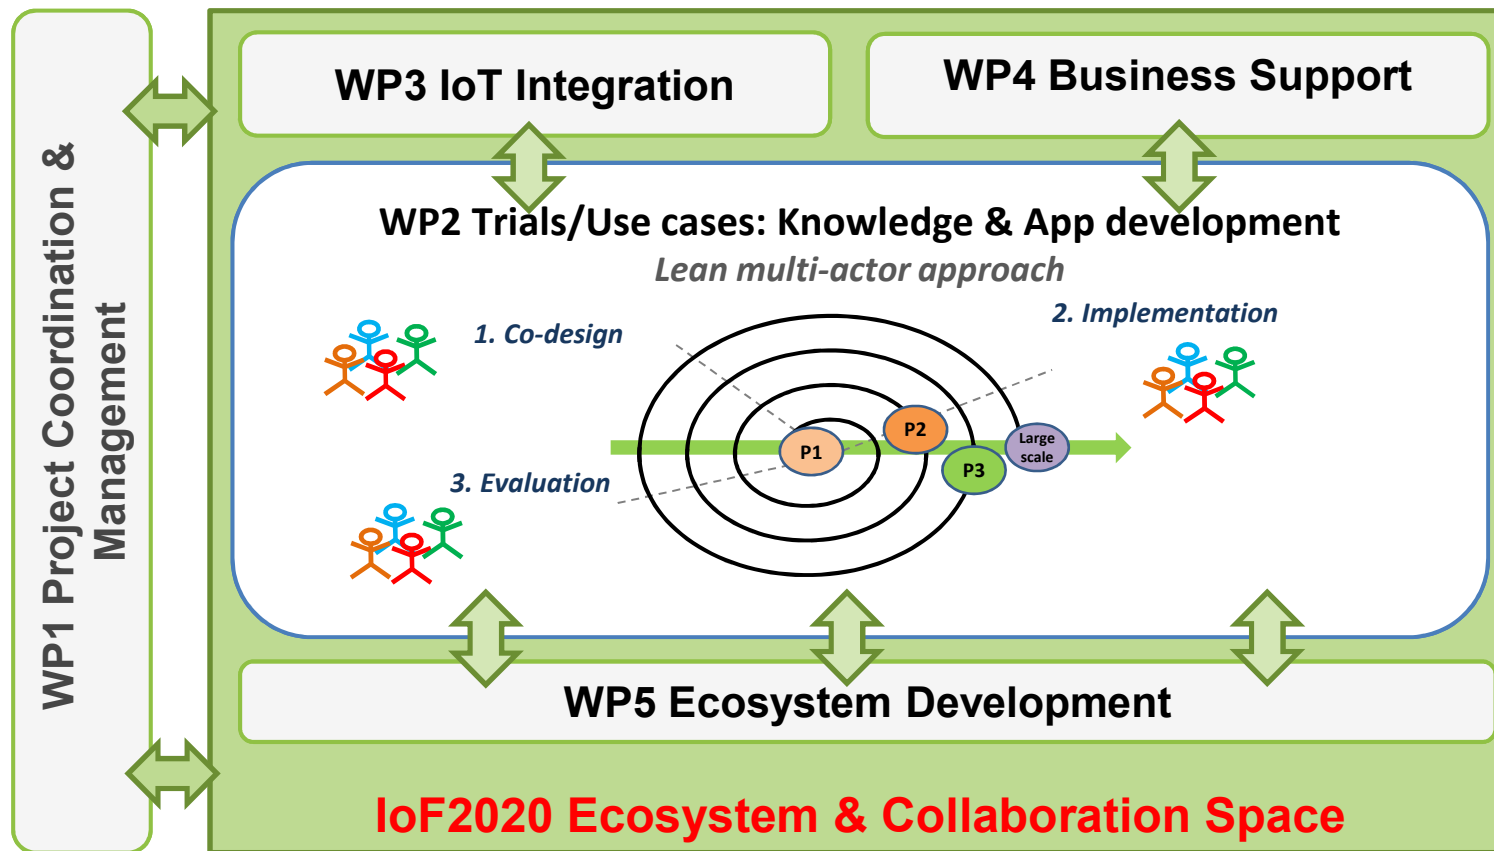 WP1 Project Coordination &
Management
WP3 IoT Integration
WP4 Business Support
WP2 Trials/Use cases: Knowledge & App development
Lean multi-actor approach
1. Co-design
2. Implementation
3. Evaluation
P1
P2
P3
Large
scale
WP5 Ecosystem Development
IoF2020 Ecosystem & Collaboration Space